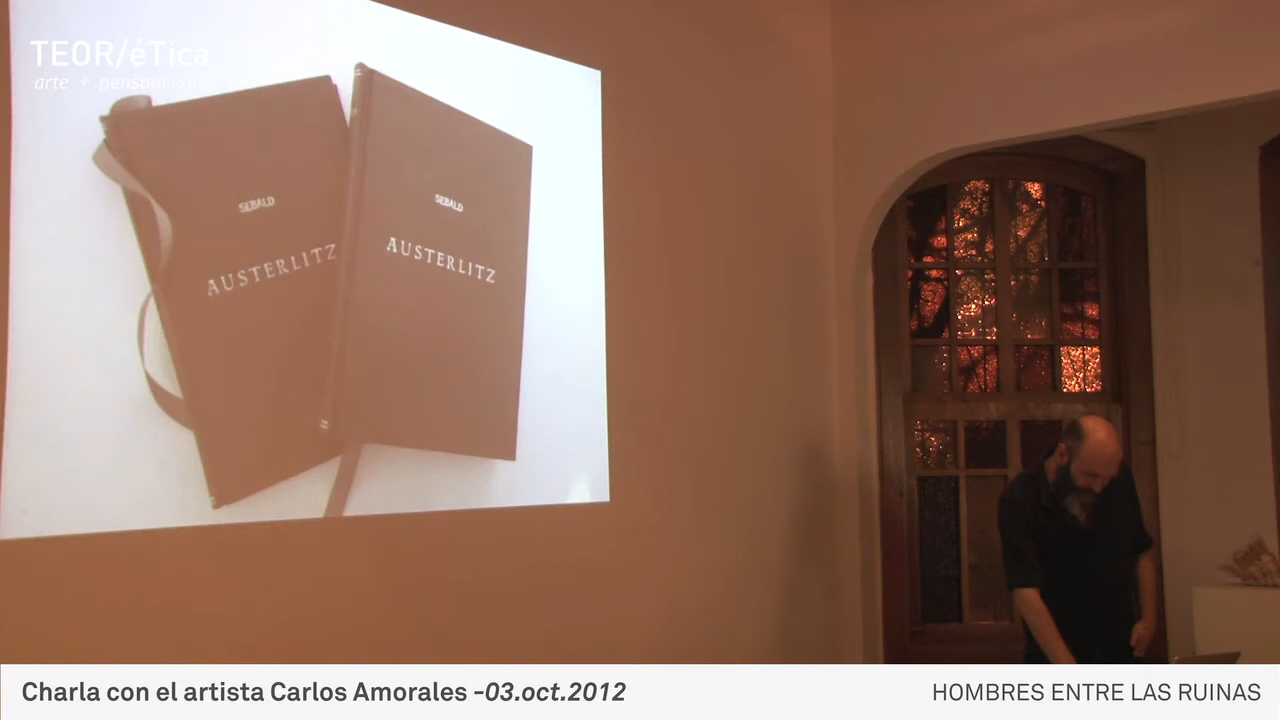 TEOR/éTica
arte + pensamiento
SEBALD
AUSTERLITZ
SEBALD
AUSTERLITZ
Charla con el artista Carlos Amorales -03.oct.2012
HOMBRES ENTRE LAS RUINAS